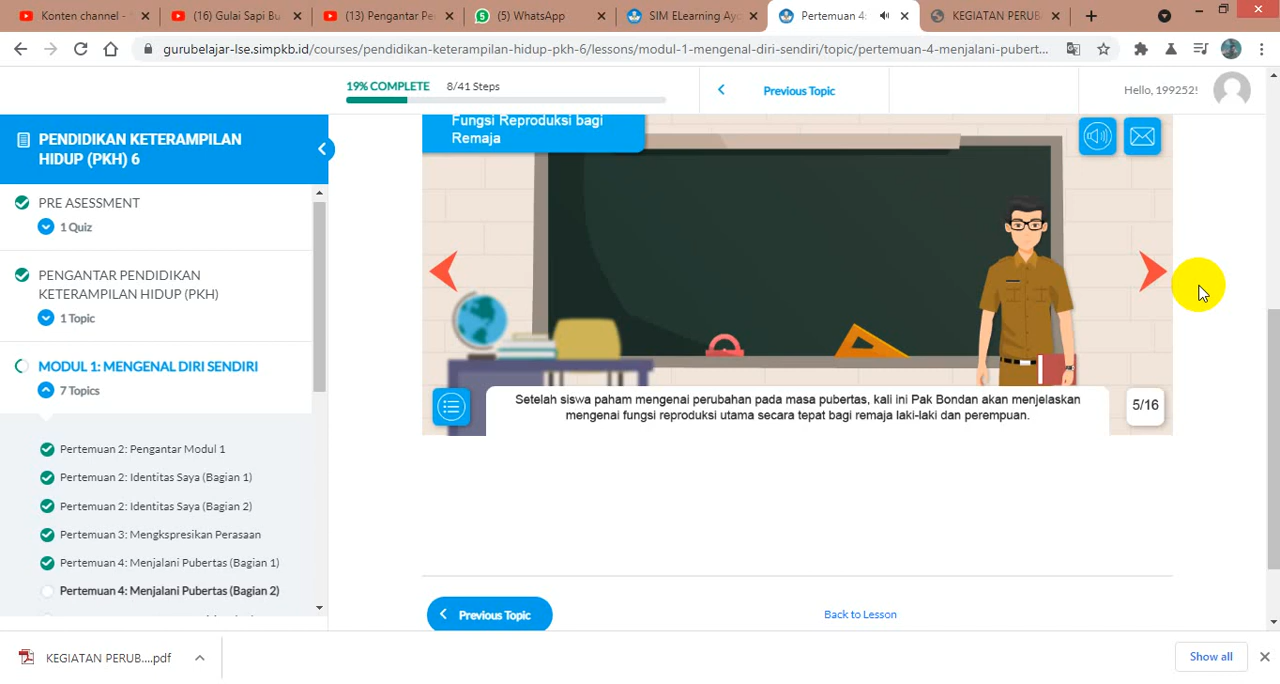 Konten channel -
(16) Gulai Sapi Bu
(13) Pengantar Pe
(5) WhatsApp
SIM ELearning Ayo
Pertemuan 4:
KEGIATAN PERUB
gurubelajar-lse.simpkb.id/courses/pendidikan-keterampilan-hidup-pkh-6/lessons/modul-1-mengenal-diri-sendiri/topic/pertemuan-4-menjalani-pubert...
19% COMPLETE
8/41 Steps
Previous Topic
Hello, 199252!
PENDIDIKAN KETERAMPILAN
HIDUP (PKH) 6
PRE ASESSMENT
1 Quiz
PENGANTAR PENDIDIKAN
KETERAMPILAN HIDUP (PKH)
1 Topic
MODUL 1: MENGENAL DIRI SENDIRI
7 Topics
Pertemuan 2: Pengantar Modul 1
Pertemuan 2: Identitas Saya (Bagian 1)
Pertemuan 2: Identitas Saya (Bagian 2)
Pertemuan 3: Mengkspresikan Perasaan
Pertemuan 4: Menjalani Pubertas (Bagian 1)
Pertemuan 4: Menjalani Pubertas (Bagian 2)
Fungsi Reproduksi bagi
Remaja
Setelah siswa paham mengenai perubahan pada masa pubertas, kali ini Pak Bondan akan menjelaskan
mengenai fungsi reproduksi utama secara tepat bagi remaja laki-laki dan perempuan.
5/16
Previous Topic
Back to Lesson
KEGIATAN PERUB....pdf
Show all